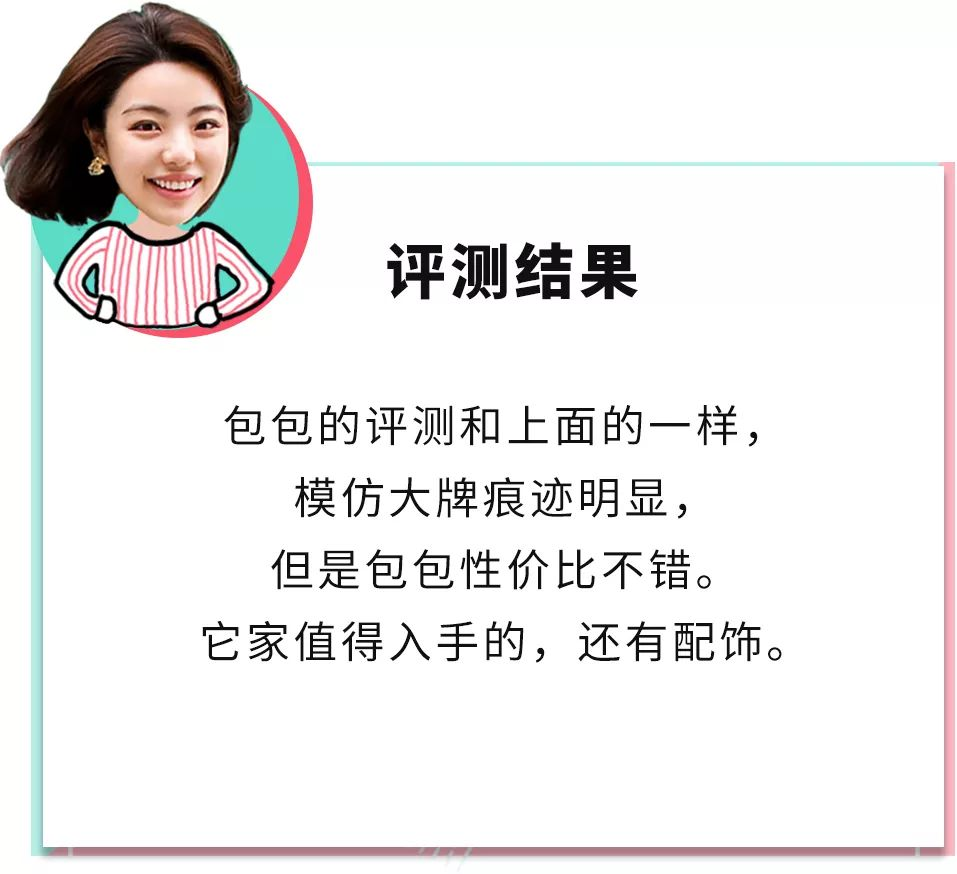 评测结果
包包的评测和上面的一样，
模仿大牌痕迹明显，
但是包包性价比不错。
它家值得入手的，还有配饰。